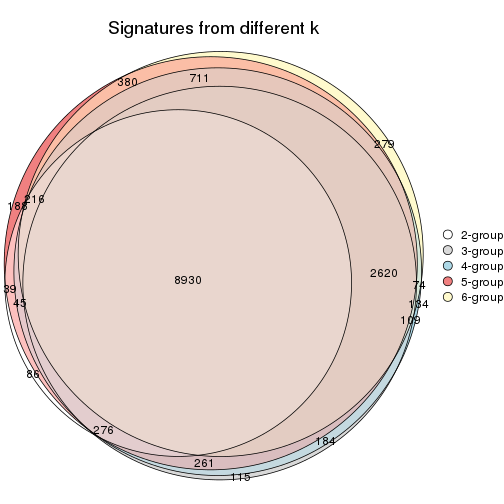 Signatures from different k
380
711
279
188
216
2-group
3-group
4-group
5-group
6-group
8930
2620
74
39
45
134
109
86
276
184
261
115